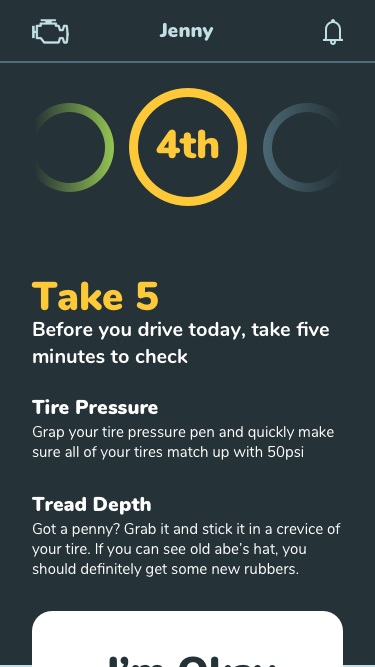 Jenny
4th
Take 5
Before you drive today, take five
minutes to check
Tire Pressure
Grap your tire pressure pen and quickly make
sure all of your tires match up with 50psi
Tread Depth
Got a penny? Grab it and stick it in a crevice of
your tire. If you can see old abe's hat, you
should definitely get some new rubbers.
I'm Okay